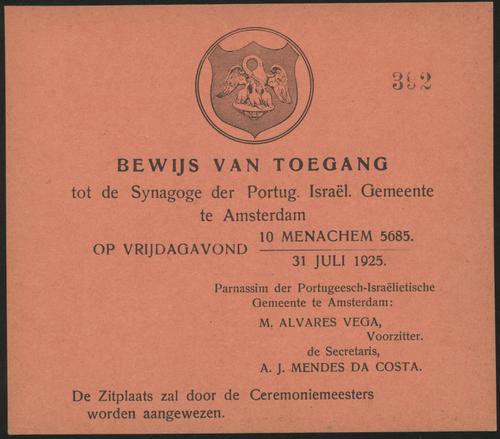 392
BEWIJS VAN TOEGANG
tot de Synagoge der Portug. Israël. Gemeente
te Amsterdam
OP VRIJDAGAVOND
10 MENACHEM 5685.
31 JULI 1925.
Parnassim der Portugeesch-Israëlietische
Gemeente te Amsterdam:
M. ALVARES VEGA,
Voorzitter.
de Secretaris,
A. J. MENDES DA COSTA.
De Zitplaats zal door de Ceremoniemeesters
worden aangewezen.